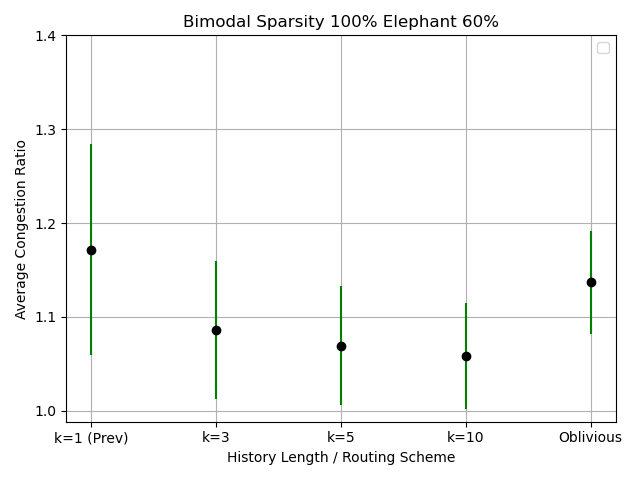 Bimodal Sparsity 100% Elephant 60%
Average Congestion Ratio
1.4
1.3
1.2
1.1
1.0
k=1 (Prev) k=3 k=5 k=10 Oblivious
History Length / Routing Scheme